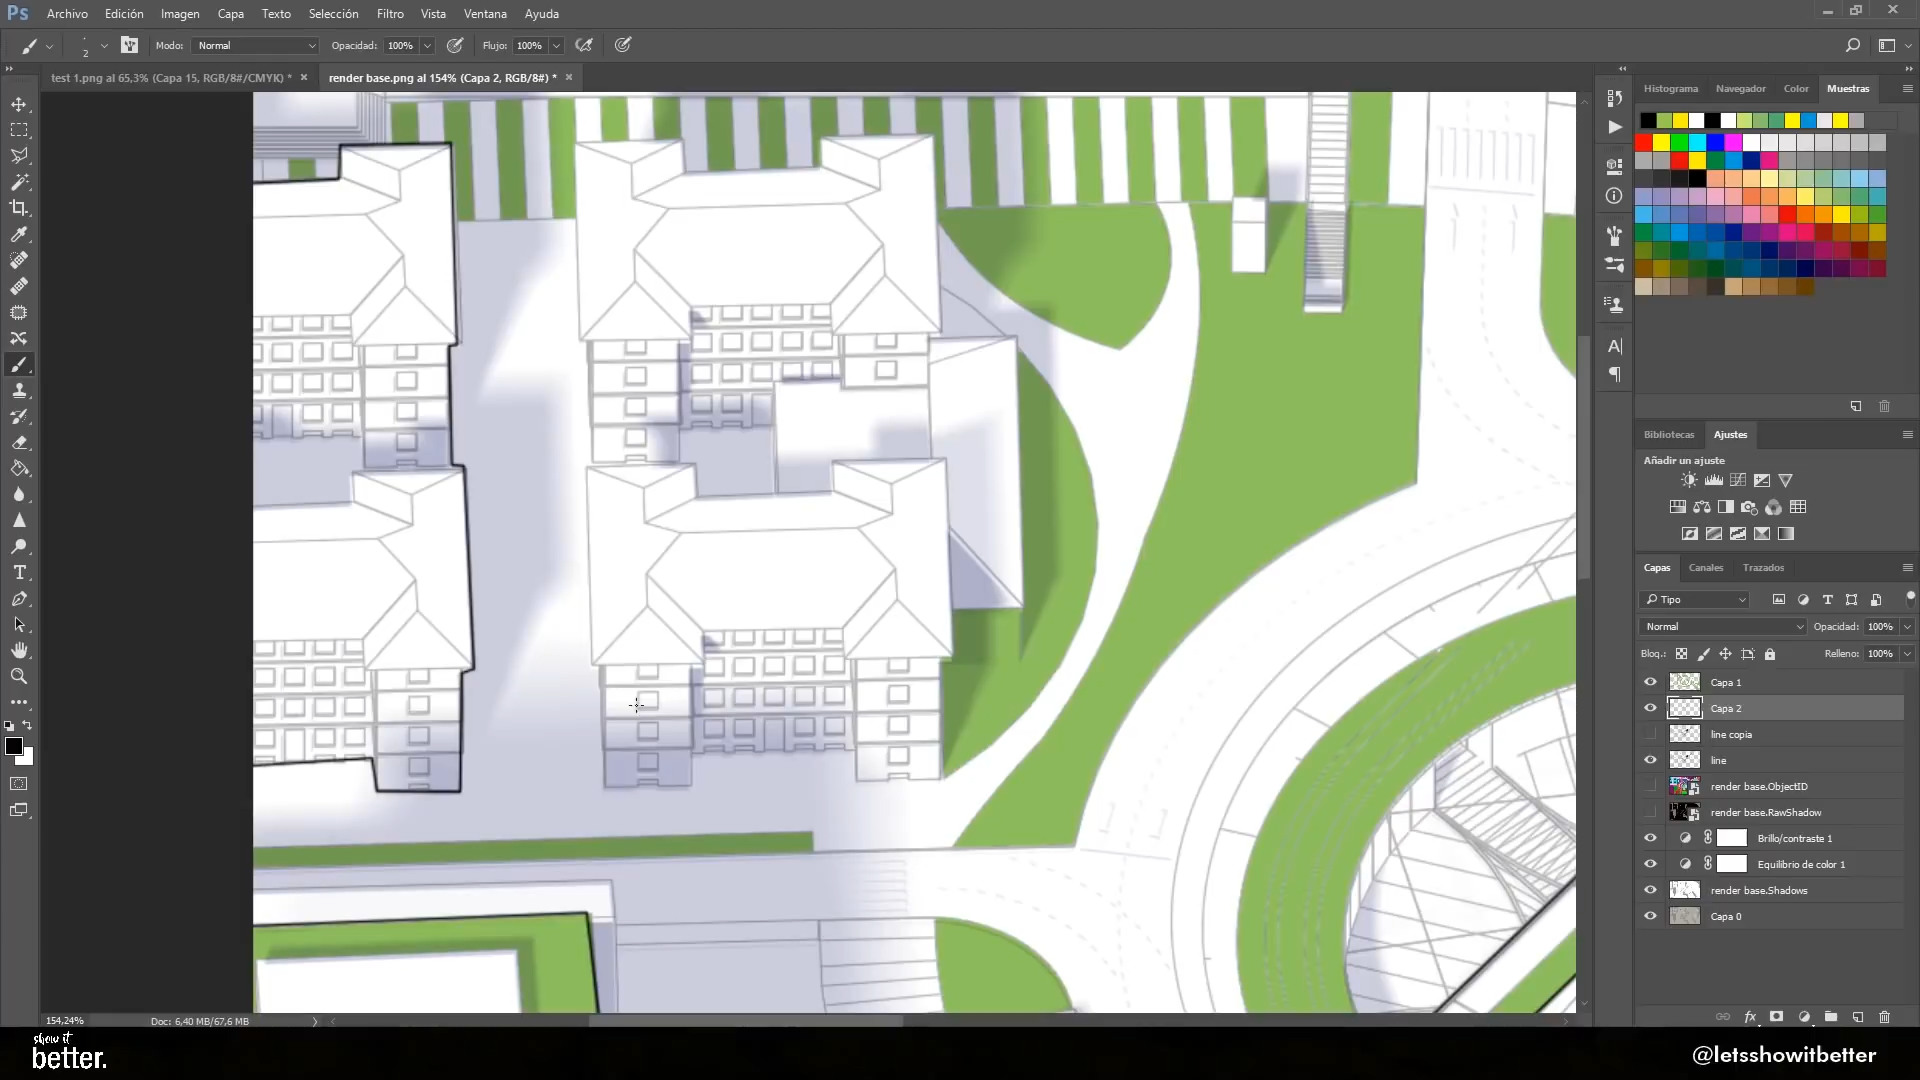 Ps Archivo Edición Imagen Capa Texto Selección Filtro Vista Ventana Ayuda
2 Modo: Normal Opacidad: 100% Flujo: 100%
test 1.png al 65,3% (Capa 15, RGB/8#/CMYK) * ×
render base.png al 154% (Capa 2, RGB/8#) * ×
Histograma Navegador Color Muestras
Bibliotecas Ajustes
Añadir un ajuste
Capas Canales Trazados
Tipo
Normal Opacidad: 100%
Bloq.: Relleno: 100%
Capa 1
Capa 2
line copia
line
render base.ObjectID
render base.RawShadow
Brillo/contraste 1
Equilibrio de color 1
render base.Shadows
Capa 0
154,24% Doc: 6,40 MB/67,6 MB
show it
better.
@letsshowitbetter